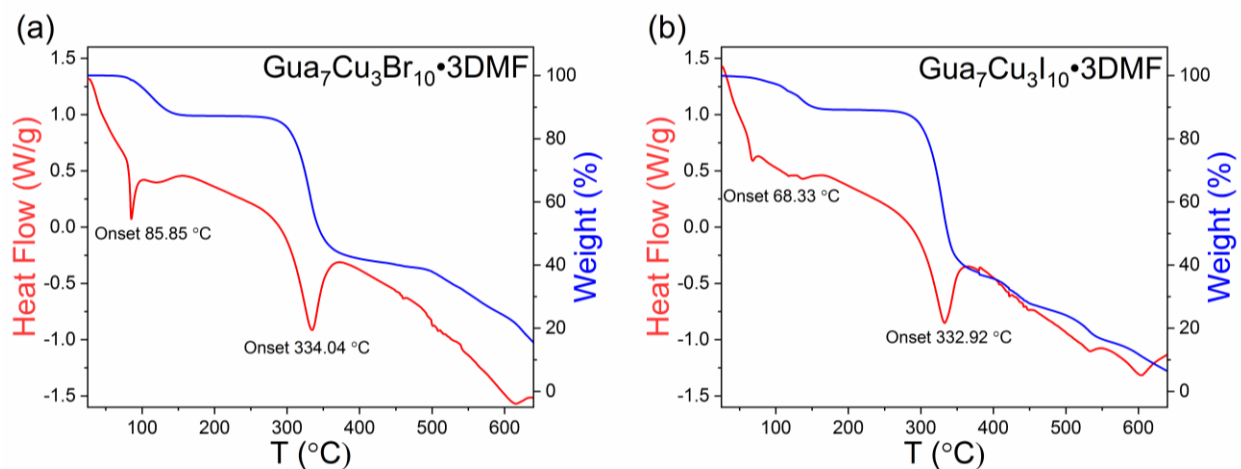 (a)
Gua₇Cu₃Br₁₀•3DMF
1.5
1.0
0.5
0.0
-0.5
-1.0
-1.5
Heat Flow (W/g)
100
80
60
40
20
0
Weight (%)
Onset 85.85 °C
Onset 334.04 °C
100
200
300
400
500
600
T (°C)
(b)
Gua₇Cu₃I₁₀•3DMF
1.5
1.0
0.5
0.0
-0.5
-1.0
-1.5
Heat Flow (W/g)
100
80
60
40
20
0
Weight (%)
Onset 68.33 °C
Onset 332.92 °C
100
200
300
400
500
600
T (°C)